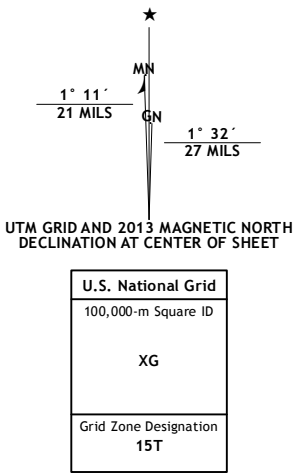 ★
MN
1° 11´
21 MILS
GN
1° 32´
27 MILS
UTM GRID AND 2013 MAGNETIC NORTH
DECLINATION AT CENTER OF SHEET
U.S. National Grid
100,000-m Square ID
XG
Grid Zone Designation
15T